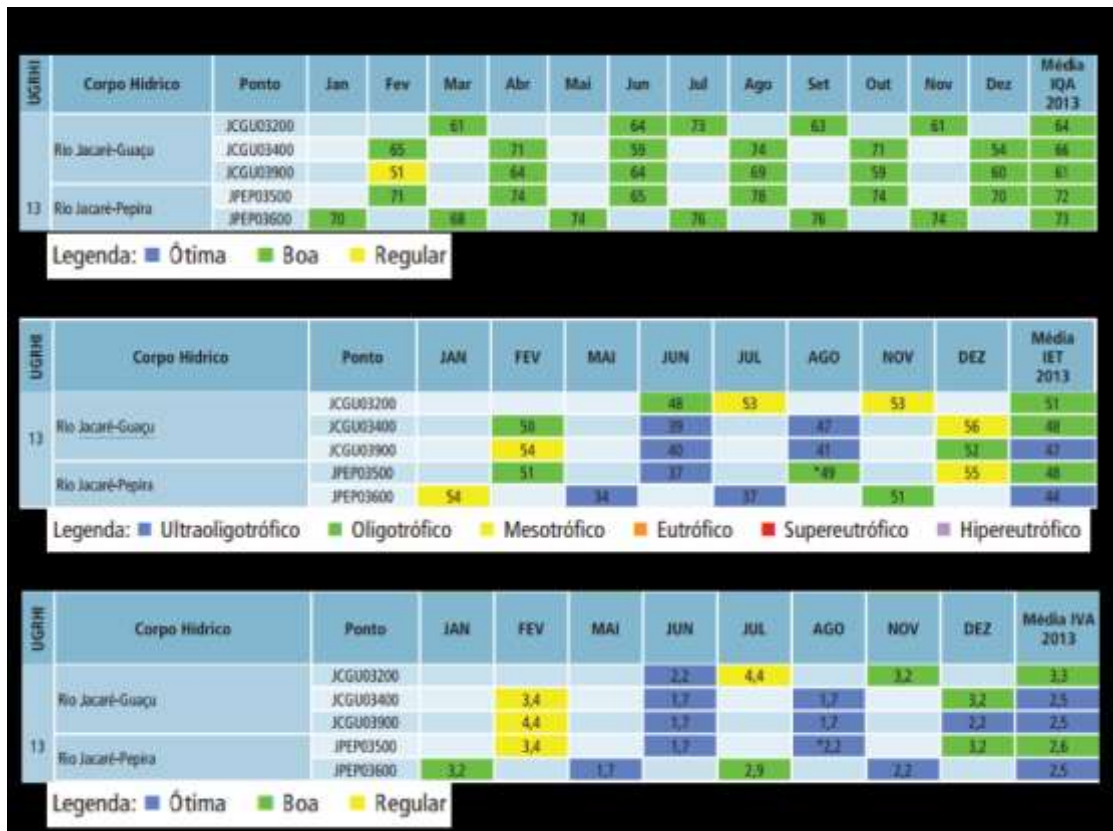 UGRHI Corpo Hídrico Ponto Jan Fev Mar Abr Mai Jun Jul Ago Set Out Nov Dez Média IQA 2013
JCGU03200 61 64 73 63 61 64
Rio Jacaré-Guaçu JCGU03400 65 71 59 74 71 54 66
JCGU03900 51 64 64 69 59 60 61
JPEP03500 71 74 65 78 74 70 72
13 Rio Jacaré-Pepira JPEP03600 70 68 74 76 76 74 73
Legenda: Ótima Boa Regular
UGRHI Corpo Hídrico Ponto JAN FEV MAI JUN JUL AGO NOV DEZ Média IET 2013
JCGU03200 48 53 53 51
13 Rio Jacaré-Guaçu JCGU03400 50 39 47 56 48
JCGU03900 54 40 41 52 47
Rio Jacaré-Pepira JPEP03500 51 37 *49 55 48
JPEP03600 54 34 37 51 44
Legenda: Ultraoligotrófico Oligotrófico Mesotrófico Eutrófico Supereutrófico Hipereutrófico
UGRHI Corpo Hídrico Ponto JAN FEV MAI JUN JUL AGO NOV DEZ Média IVA 2013
JCGU03200 2,2 4,4 3,2 3,3
Rio Jacaré-Guaçu JCGU03400 3,4 1,7 1,7 3,2 2,5
JCGU03900 4,4 1,7 1,7 2,2 2,5
13 Rio Jacaré-Pepira JPEP03500 3,4 1,7 *2,2 3,2 2,6
JPEP03600 3,2 1,7 2,9 2,2 2,5
Legenda: Ótima Boa Regular